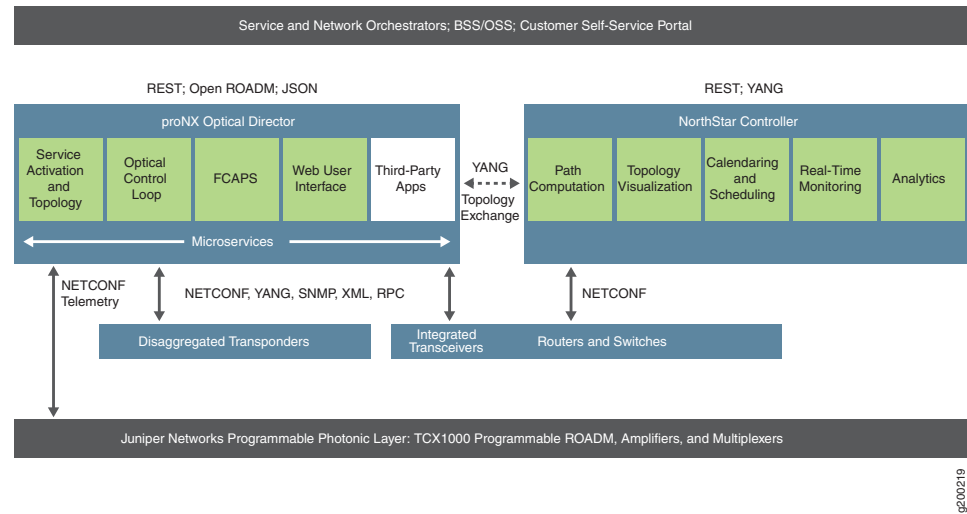 Service and Network Orchestrators; BSS/OSS; Customer Self-Service Portal
REST; Open ROADM; JSON
REST; YANG
proNX Optical Director
NorthStar Controller
Service
Activation
and
Topology
Optical
Control
Loop
FCAPS
Web User
Interface
Third-Party
Apps
YANG
Topology
Exchange
Path
Computation
Topology
Visualization
Calendaring
and
Scheduling
Real-Time
Monitoring
Analytics
Microservices
NETCONF
Telemetry
NETCONF, YANG, SNMP, XML, RPC
NETCONF
Disaggregated Transponders
Integrated
Transceivers
Routers and Switches
Juniper Networks Programmable Photonic Layer: TCX1000 Programmable ROADM, Amplifiers, and Multiplexers
g200219